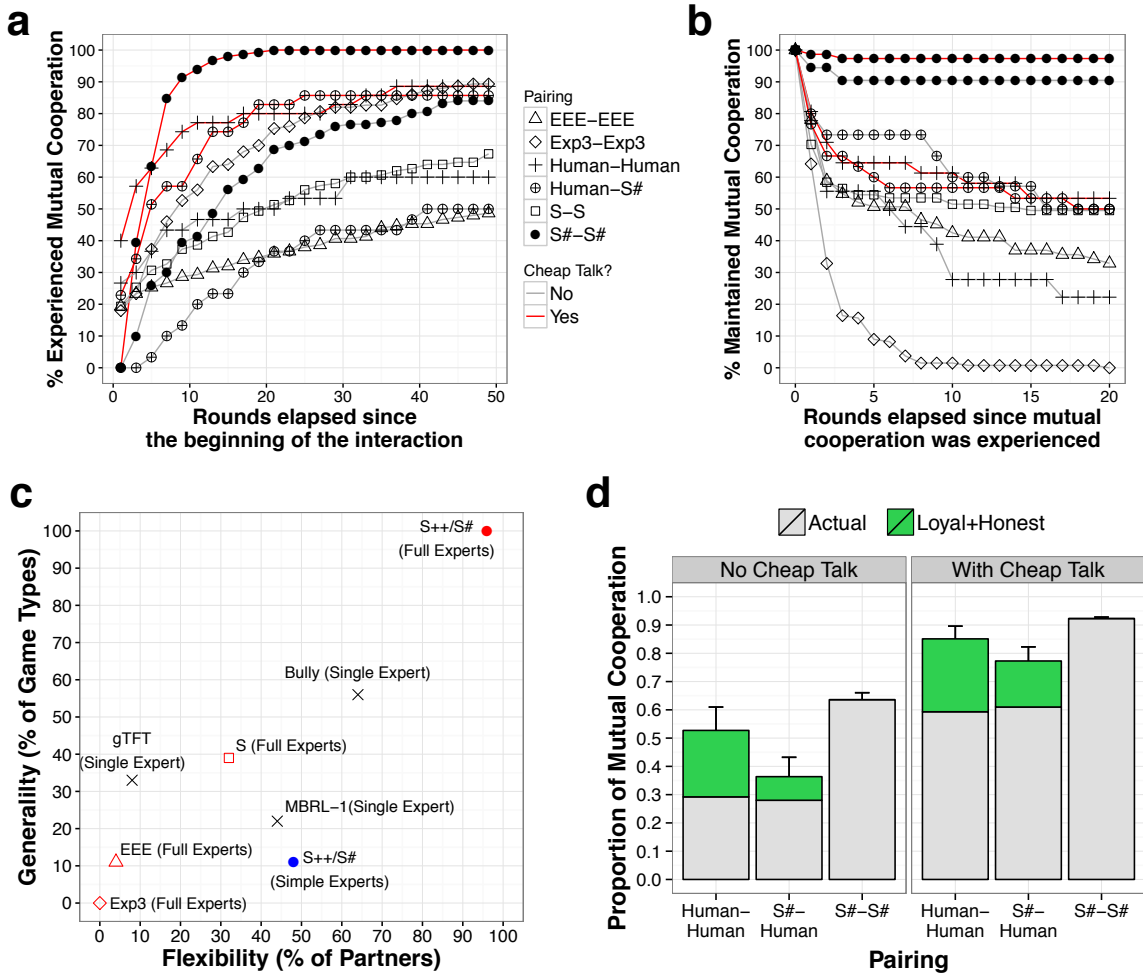 a
% Experienced Mutual Cooperation
100
90
80
70
60
50
40
30
20
10
0
0
10
20
30
40
50
Rounds elapsed since
the beginning of the interaction
Pairing
EEE−EEE
Exp3−Exp3
Human−Human
Human−S#
S−S
S#−S#
Cheap Talk?
No
Yes
b
% Maintained Mutual Cooperation
100
90
80
70
60
50
40
30
20
10
0
0
5
10
15
20
Rounds elapsed since mutual
cooperation was experienced
c
Generalilty (% of Game Types)
100
90
80
70
60
50
40
30
20
10
0
S++/S#
(Full Experts)
Bully (Single Expert)
gTFT
(Single Expert)
S (Full Experts)
MBRL−1(Single Expert)
EEE (Full Experts)
S++/S#
(Simple Experts)
Exp3 (Full Experts)
0
10
20
30
40
50
60
70
80
90
100
Flexibility (% of Partners)
d
Actual
Loyal+Honest
No Cheap Talk
With Cheap Talk
Proportion of Mutual Cooperation
1.0
0.9
0.8
0.7
0.6
0.5
0.4
0.3
0.2
0.1
0.0
Human−
Human
S#−
Human
S#−S#
Human−
Human
S#−
Human
S#−S#
Pairing